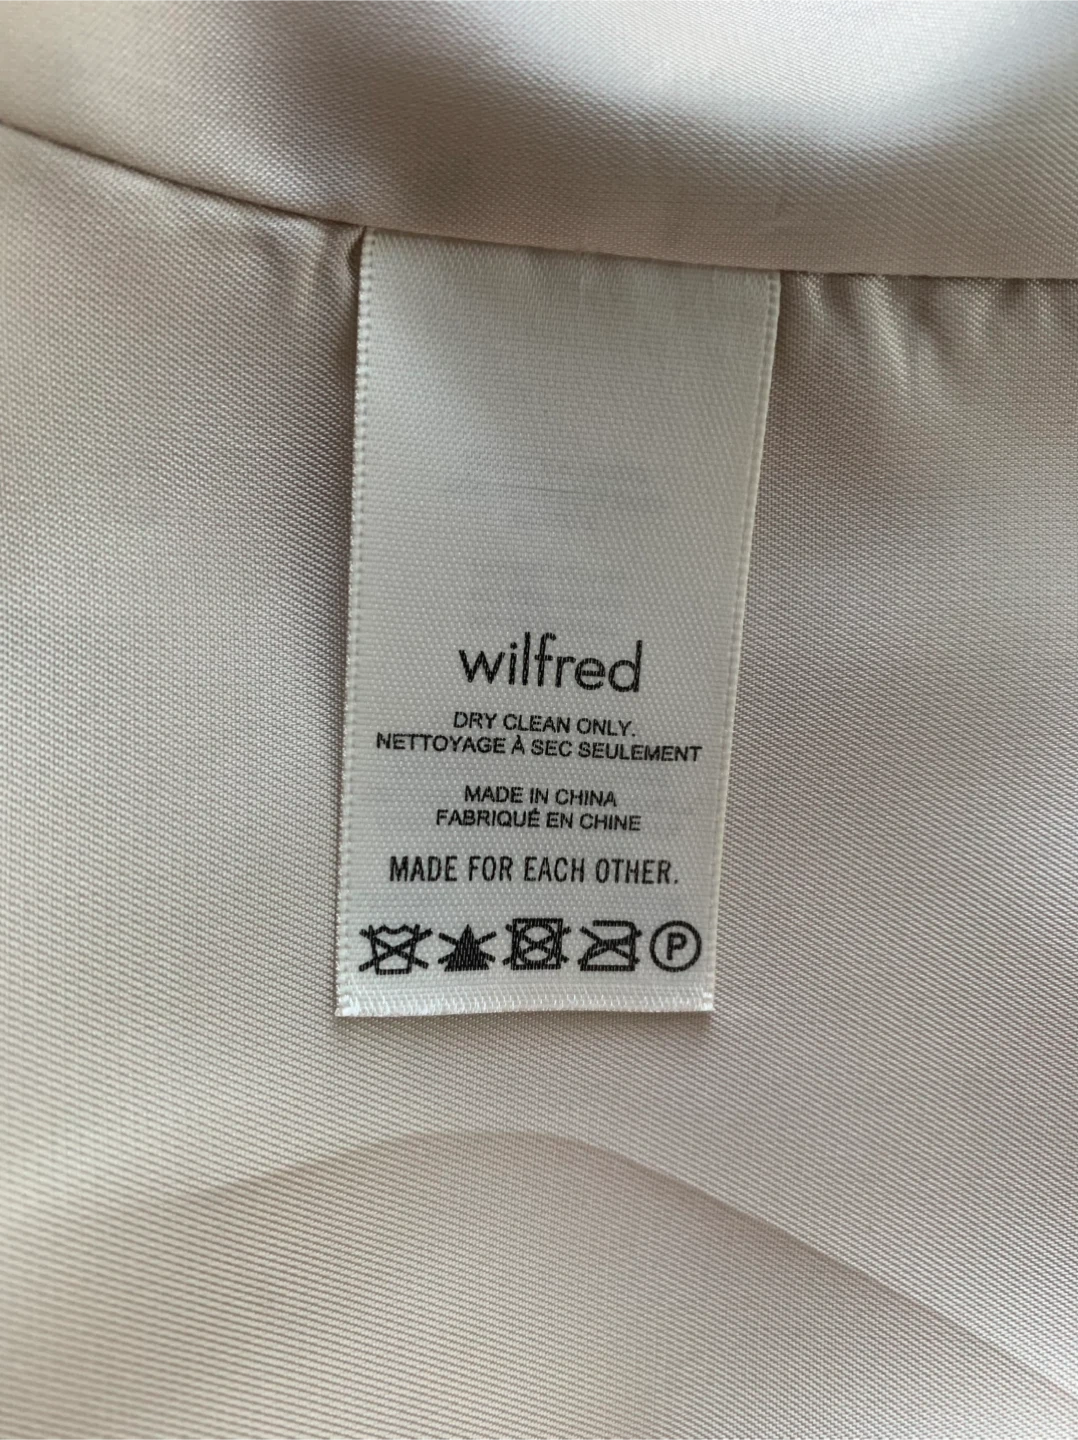 wilfred
DRY CLEAN ONLY.
NETTOYAGE À SEC SEULEMENT
MADE IN CHINA
FABRIQUÉ EN CHINE
MADE FOR EACH OTHER.
P